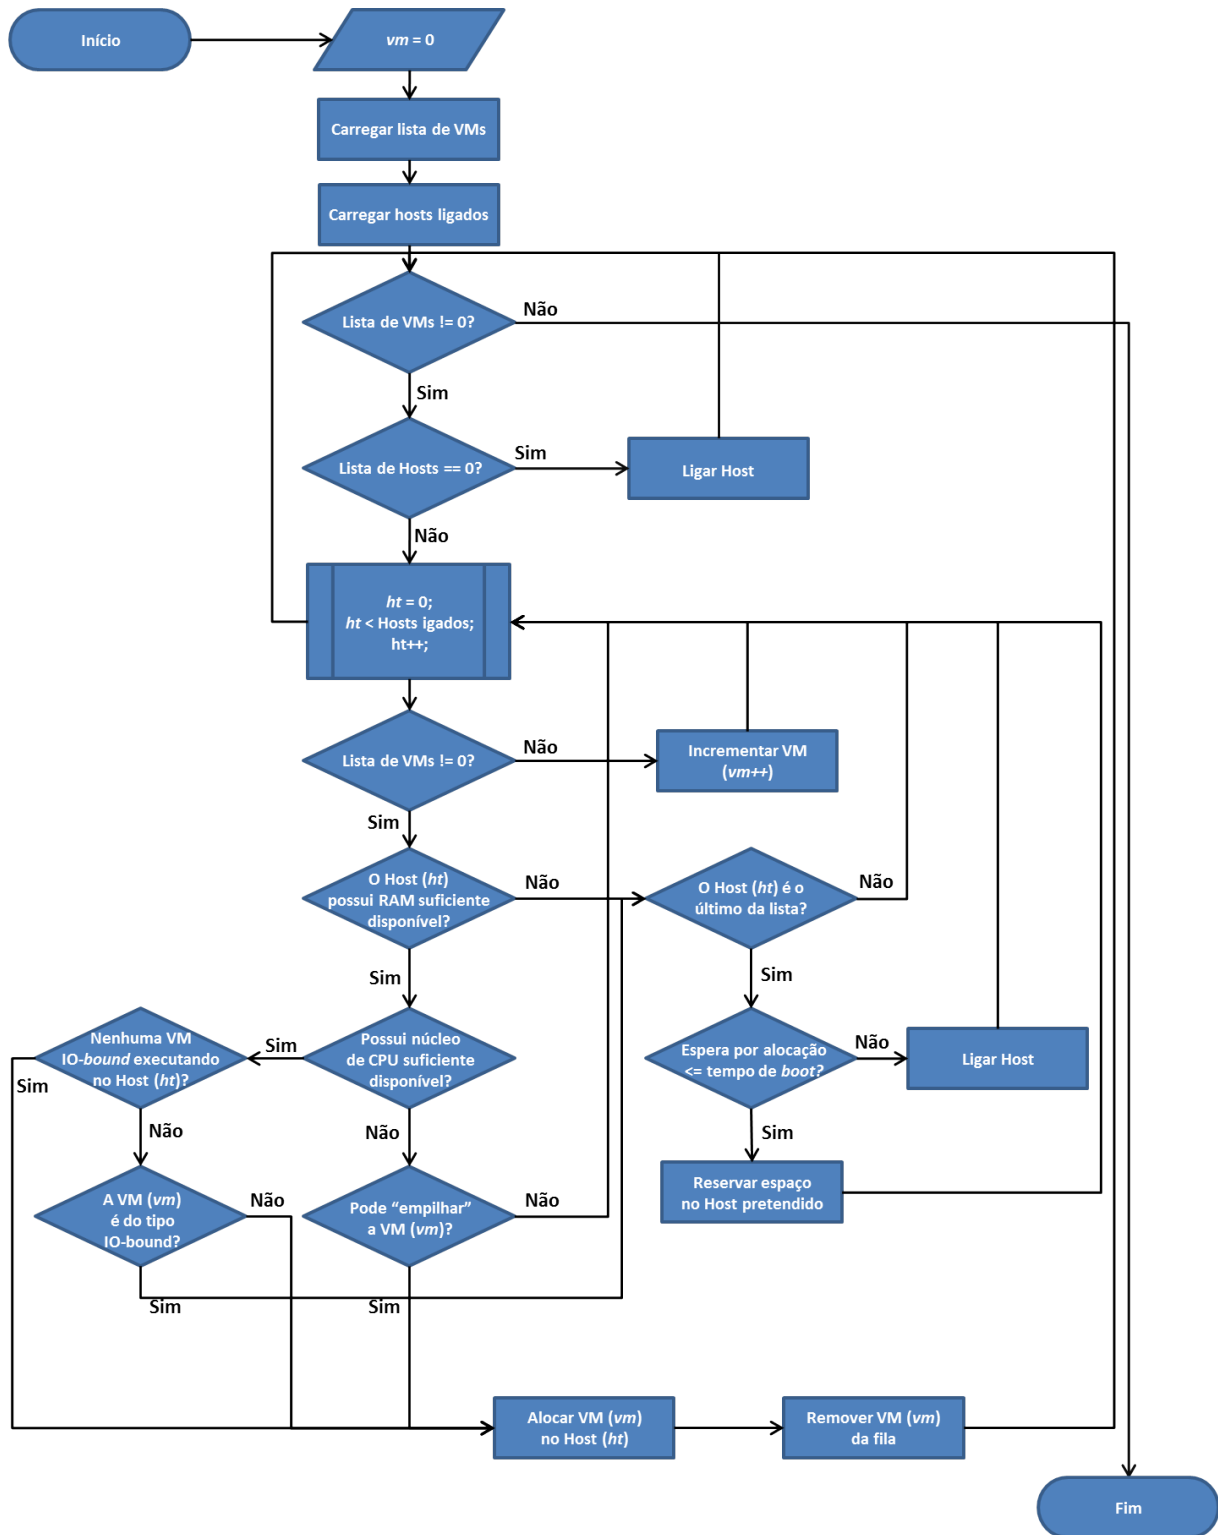 Início
vm = 0
Carregar lista de VMs
Carregar hosts ligados
Lista de VMs != 0?
Não
Sim
Lista de Hosts == 0?
Sim
Ligar Host
Não
ht = 0;
ht < Hosts igados;
ht++;
Lista de VMs != 0?
Não
Incrementar VM
(vm++)
Sim
O Host (ht)
possui RAM suficiente
disponível?
Não
O Host (ht) é o
último da lista?
Não
Sim
Sim
Nenhuma VM
IO-bound executando
no Host (ht)?
Sim
Sim
Possui núcleo
de CPU suficiente
disponível?
Espera por alocação
<= tempo de boot?
Não
Ligar Host
Não
Não
Sim
A VM (vm)
é do tipo
IO-bound?
Não
Pode “empilhar”
a VM (vm)?
Não
Reservar espaço
no Host pretendido
Sim
Sim
Alocar VM (vm)
no Host (ht)
Remover VM (vm)
da fila
Fim